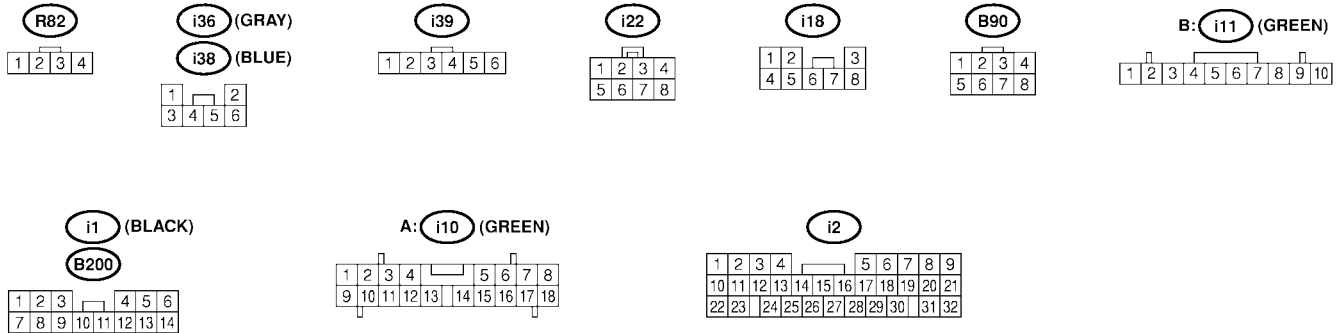 R82 i36 (GRAY) i39 i22 i18 B90 B: i11 (GREEN)
i38 (BLUE)
1 2 3 4
1 2
3 4 5 6
1 2 3 4 5 6
1 2 3 4
5 6 7 8
1 2 3
4 5 6 7 8
1 2 3 4
5 6 7 8
1 2 3 4 5 6 7 8 9 10
i1 (BLACK) A: i10 (GREEN) i2
B200
1 2 3 4 5 6
7 8 9 10 11 12 13 14
1 2 3 4 5 6 7 8
9 10 11 12 13 14 15 16 17 18
1 2 3 4 5 6 7 8 9
10 11 12 13 14 15 16 17 18 19 20 21
22 23 24 25 26 27 28 29 30 31 32